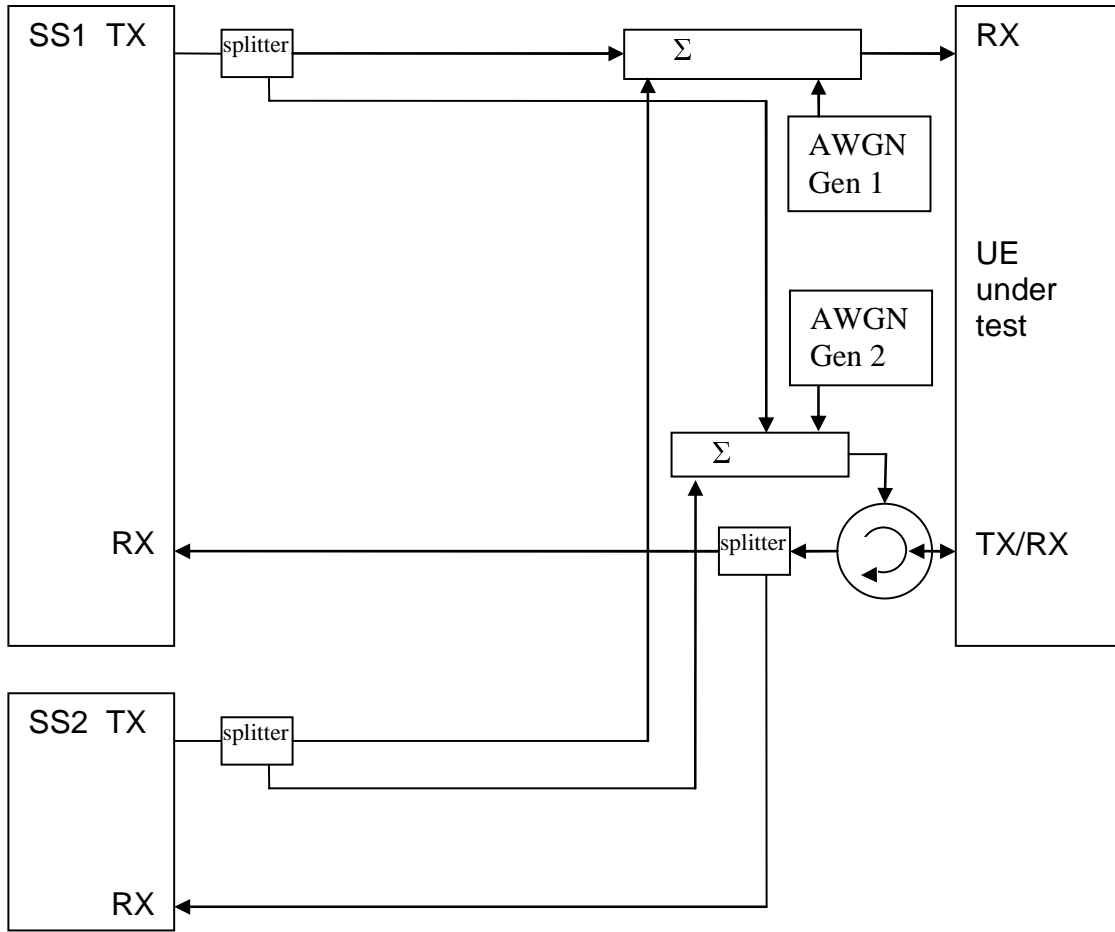 SS1 TX
splitter
Σ
RX
AWGN
Gen 1
UE
under
test
AWGN
Gen 2
Σ
RX
splitter
TX/RX
SS2 TX
splitter
RX